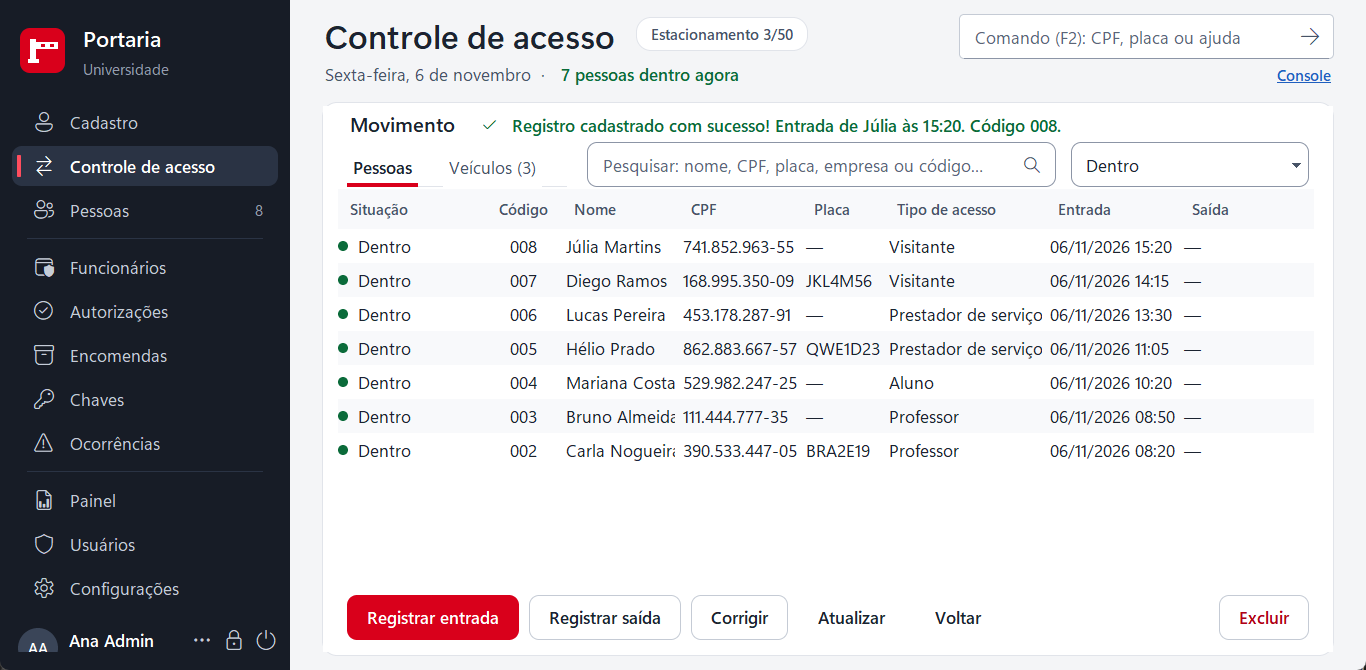 Portaria
Universidade
Cadastro
Controle de acesso
Pessoas 8
Funcionários
Autorizações
Encomendas
Chaves
Ocorrências
Painel
Usuários
Configurações
AA Ana Admin ···
Controle de acesso Estacionamento 3/50
Comando (F2): CPF, placa ou ajuda
Sexta-feira, 6 de novembro · 7 pessoas dentro agora
Console
Movimento Registro cadastrado com sucesso! Entrada de Júlia às 15:20. Código 008.
Pessoas Veículos (3) Pesquisar: nome, CPF, placa, empresa ou código... Dentro
Situação Código Nome CPF Placa Tipo de acesso Entrada Saída
Dentro 008 Júlia Martins 741.852.963-55 — Visitante 06/11/2026 15:20 —
Dentro 007 Diego Ramos 168.995.350-09 JKL4M56 Visitante 06/11/2026 14:15 —
Dentro 006 Lucas Pereira 453.178.287-91 — Prestador de serviço 06/11/2026 13:30 —
Dentro 005 Hélio Prado 862.883.667-57 QWE1D23 Prestador de serviço 06/11/2026 11:05 —
Dentro 004 Mariana Costa 529.982.247-25 — Aluno 06/11/2026 10:20 —
Dentro 003 Bruno Almeida 111.444.777-35 — Professor 06/11/2026 08:50 —
Dentro 002 Carla Nogueira 390.533.447-05 BRA2E19 Professor 06/11/2026 08:20 —
Registrar entrada Registrar saída Corrigir Atualizar Voltar Excluir